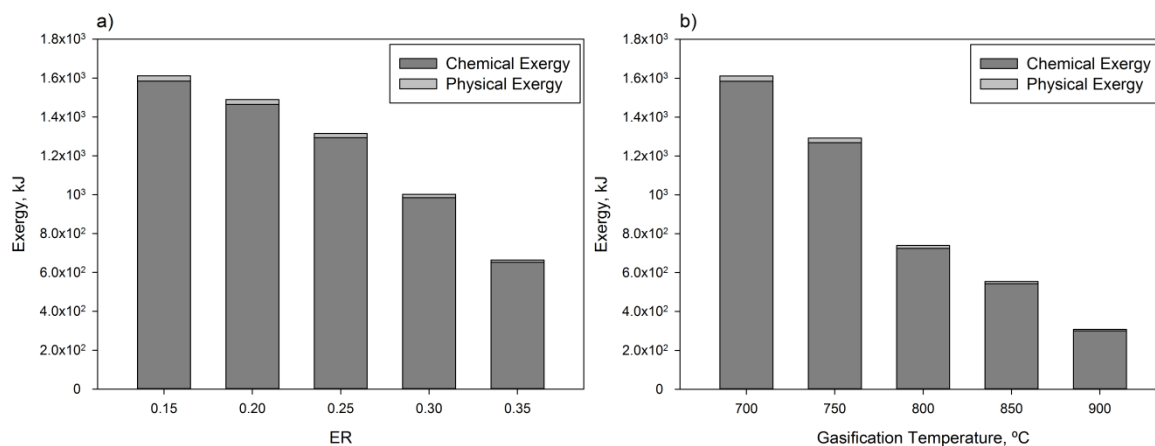 a)
Exergy, kJ
1.8x10³
1.6x10³
1.4x10³
1.2x10³
10³
8.0x10²
6.0x10²
4.0x10²
2.0x10²
0
Chemical Exergy
Physical Exergy
0.15 0.20 0.25 0.30 0.35
ER
b)
Exergy, kJ
1.8x10³
1.6x10³
1.4x10³
1.2x10³
10³
8.0x10²
6.0x10²
4.0x10²
2.0x10²
0
Chemical Exergy
Physical Exergy
700 750 800 850 900
Gasification Temperature, ºC